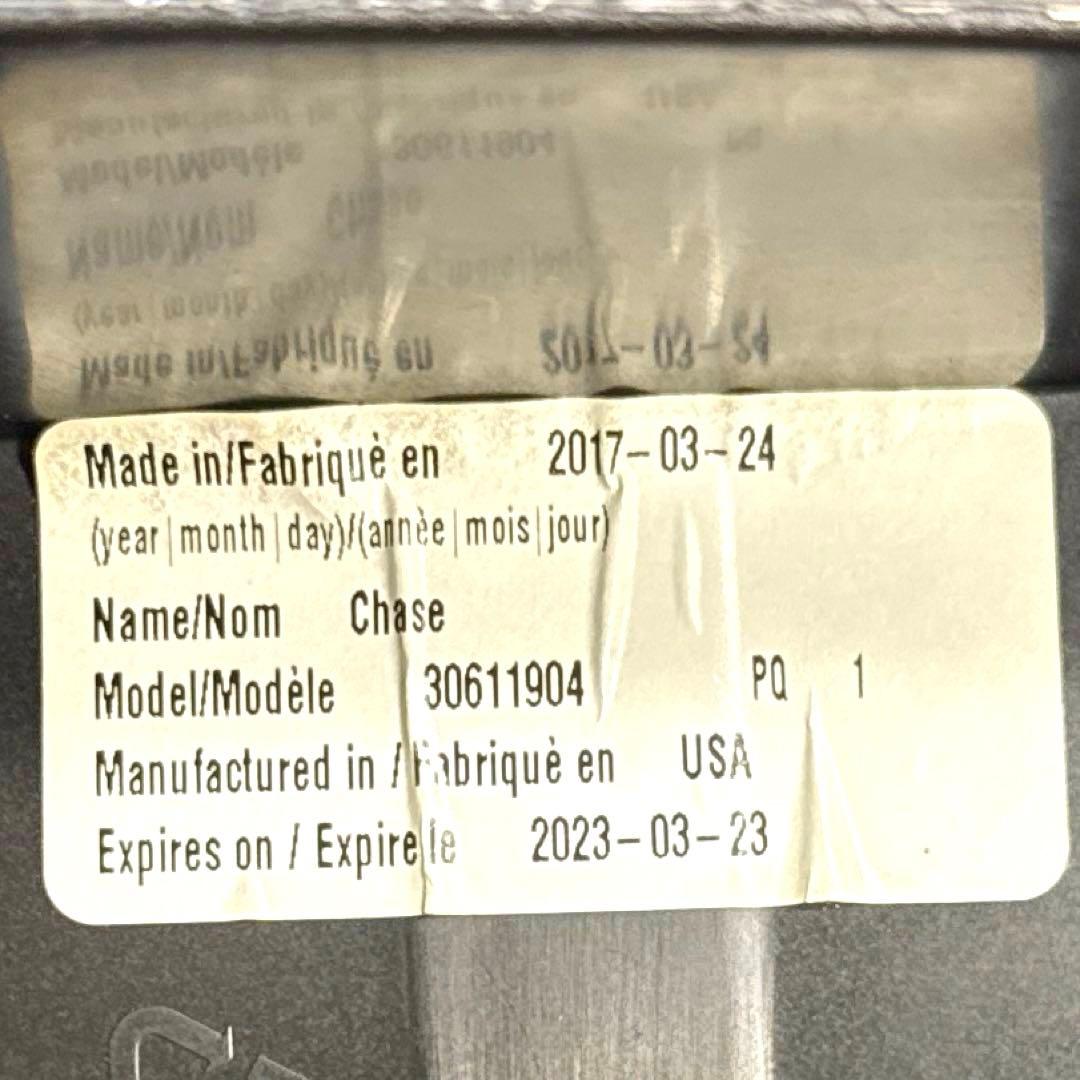 Made in/Fabriquè en 2017-03-24
(year|month|day)/(annèe|mois|jour)
Name/Nom Chase
Model/Modèle 30611904 PQ 1
Manufactured in / Fabriquè en USA
Expires on / Expire le 2023-03-23